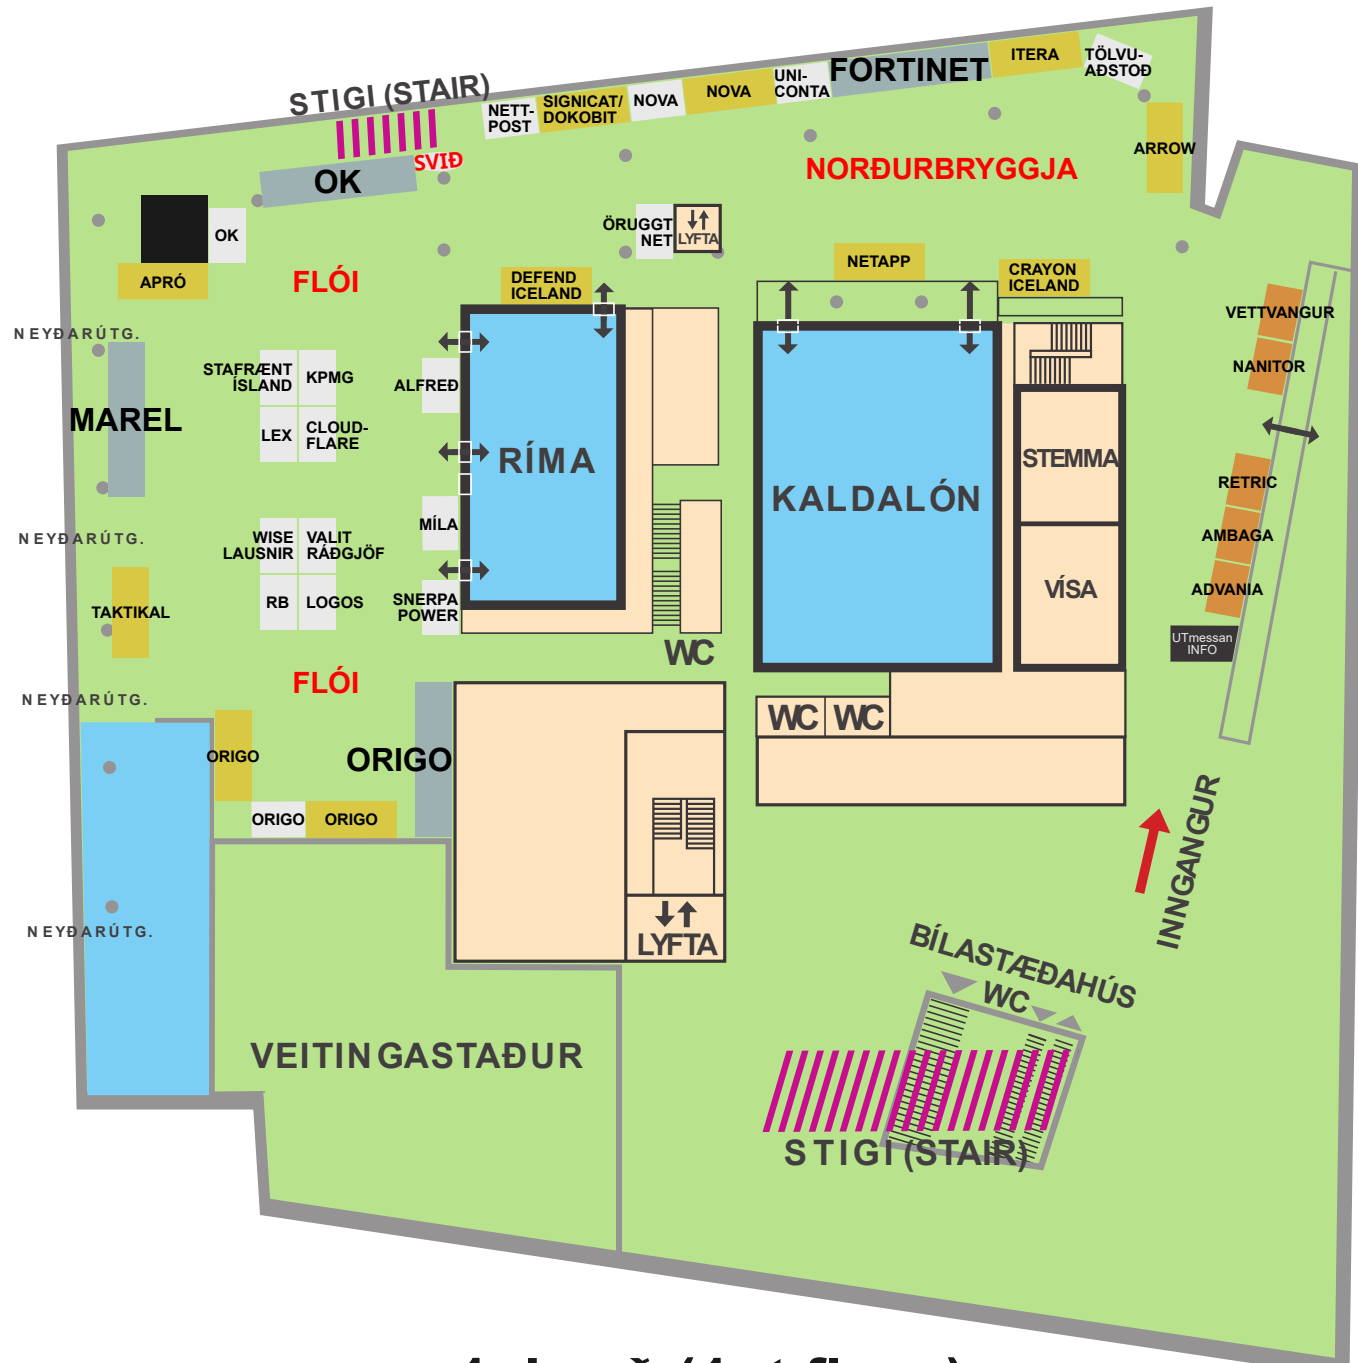 ITERA
TÖLVU-
AÐSTOÐ
FORTINET
UNI-
CONTA
NOVA
NOVA
SIGNICAT/
DOKOBIT
NETT-
POST
STIGI (STAIR)
SVIÐ
OK
ARROW
NORÐURBRYGGJA
OK
ÖRUGGT
NET
LYFTA
APRÓ
FLÓI
DEFEND
ICELAND
NETAPP
CRAYON
ICELAND
VETTVANGUR
NANITOR
NEYÐARÚTG.
STAFRÆNT
ÍSLAND
KPMG
ALFREÐ
MAREL
LEX
CLOUD-
FLARE
RÍMA
KALDALÓN
STEMMA
RETRIC
AMBAGA
ADVANIA
NEYÐARÚTG.
WISE
LAUSNIR
VALIT
RÁÐGJÖF
MÍLA
TAKTIKAL
RB
LOGOS
SNERPA
POWER
VÍSA
UTmessan
INFO
WC
FLÓI
NEYÐARÚTG.
ORIGO
ORIGO
ORIGO
ORIGO
WC
WC
INNGANGUR
NEYÐARÚTG.
LYFTA
BÍLASTÆÐAHÚS
WC
VEITINGASTAÐUR
STIGI (STAIR)